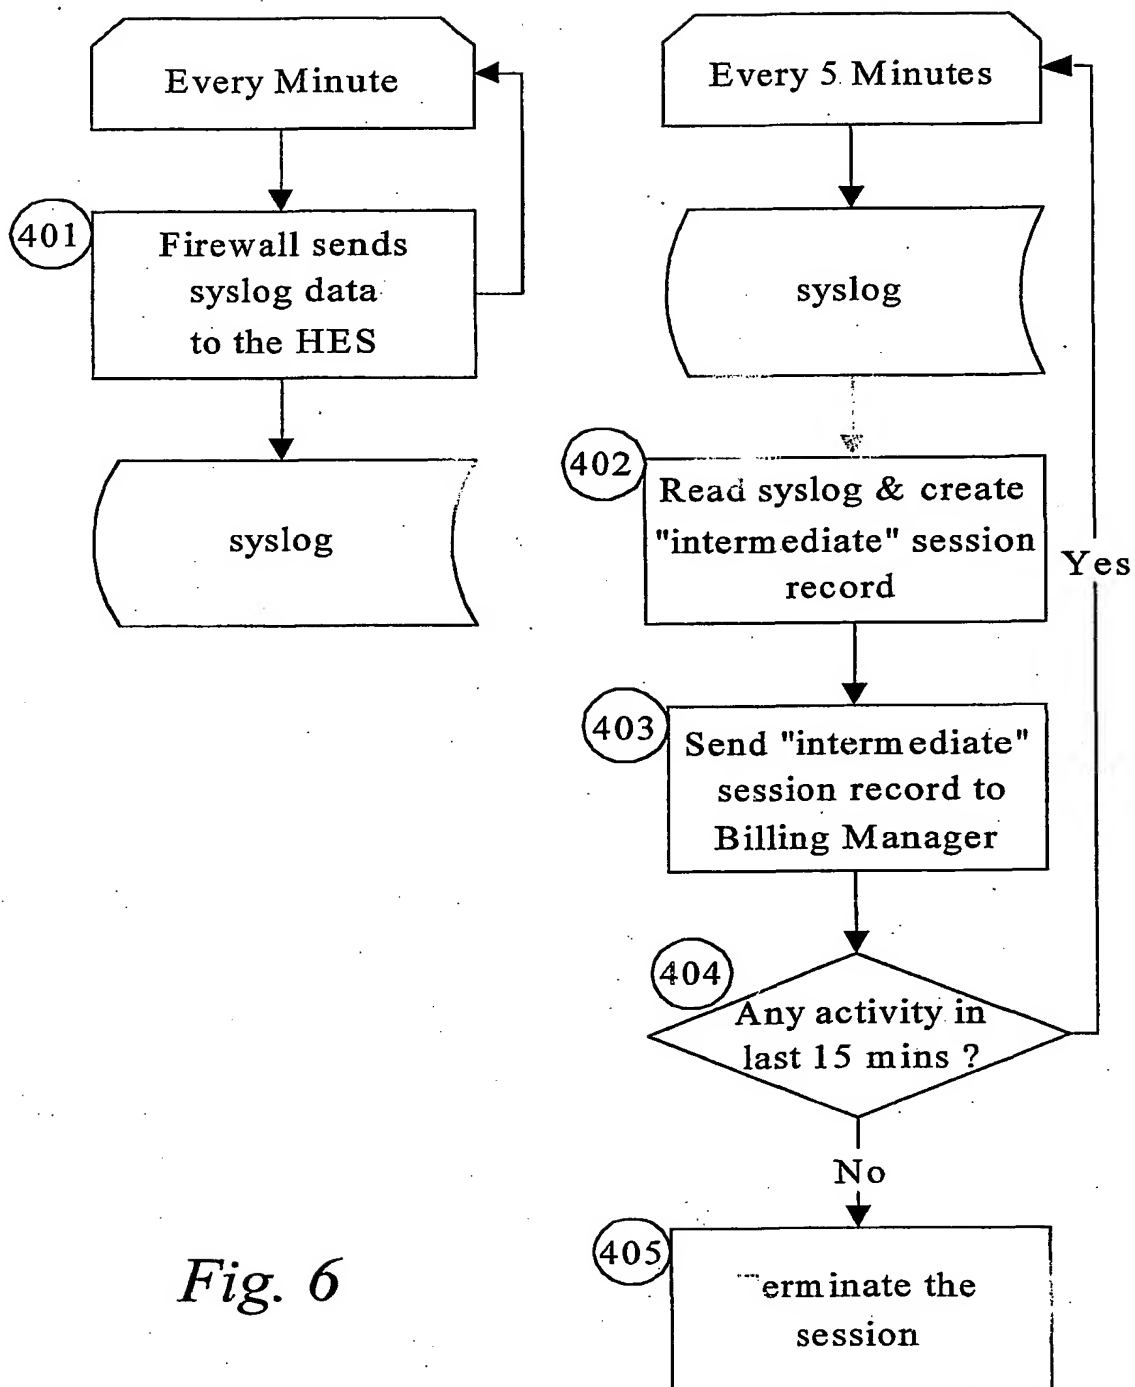 Every Minute
401
Firewall sends
syslog data
to the HES
syslog
Every 5 Minutes
syslog
402
Read syslog & create
"intermediate" session
record
Yes
403
Send "intermediate"
session record to
Billing Manager
404
Any activity in
last 15 mins ?
No
405
Terminate the
session
Fig. 6